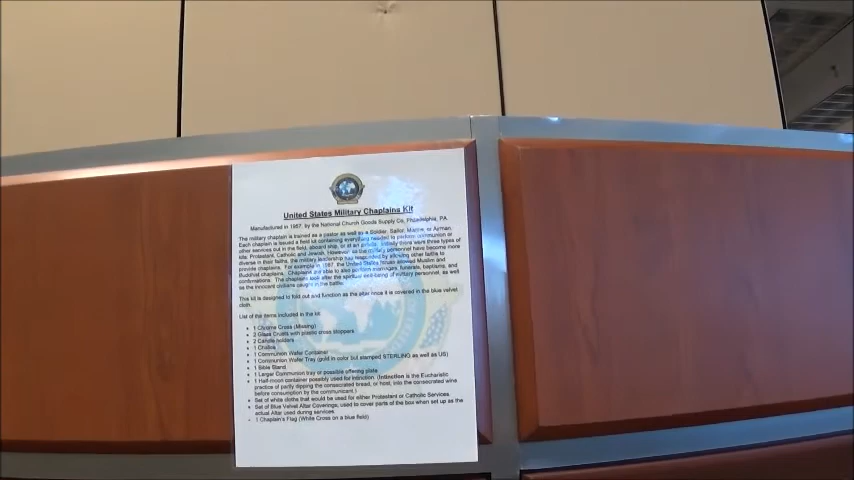 United States Military Chaplains Kit
Manufactured in 1957, by the National Church Goods Supply Co, Philadelphia, PA.
The military chaplain is trained as a pastor as well as a Soldier, Sailor, Marine, or Airman.
Each chaplain is issued a field kit containing everything needed to perform communion or
other services out in the field, aboard ship, or at an airfield. Initially there were three types of
kits: Protestant, Catholic and Jewish. However, as the military personnel have become more
diverse in their faiths, the military leadership has responded by allowing other faiths to
provide chaplains. For example in 1987, the United States forces allowed Muslim and
Buddhist chaplains. Chaplains are able to also perform marriages, funerals, baptisms, and
confirmations. The chaplains look after the spiritual well-being of military personnel, as well
as the innocent civilians caught in the battle.
This kit is designed to fold out and function as the altar once it is covered in the blue velvet
cloth.
List of the items included in the kit:
• 1 Chrome Cross (Missing)
• 2 Glass Cruets with plastic cross stoppers
• 2 Candle holders
• 1 Chalice
• 1 Communion Wafer Container
• 1 Communion Wafer Tray (gold in color but stamped STERLING as well as US)
• 1 Bible Stand
• 1 Larger Communion tray or possible offering plate
• 1 Half-moon container possibly used for intinction. (Intinction is the Eucharistic
practice of partly dipping the consecrated bread, or host, into the consecrated wine
before consumption by the communicant.)
• Set of white cloths that would be used for either Protestant or Catholic Services
• Set of Blue Velvet Altar Coverings, used to cover parts of the box when set up as the
actual Altar used during services
• 1 Chaplain's Flag (White Cross on a blue field)